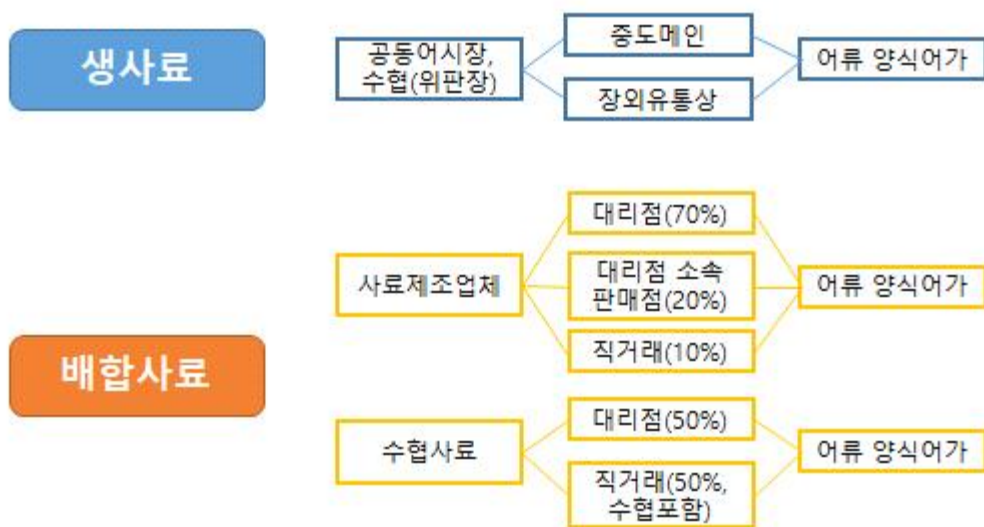 생사료
공동어시장,
수협(위판장)
중도메인
장외유통상
어류 양식어가
배합사료
사료제조업체
대리점(70%)
대리점 소속
판매점(20%)
직거래(10%)
어류 양식어가
수협사료
대리점(50%)
직거래(50%,
수협포함)
어류 양식어가